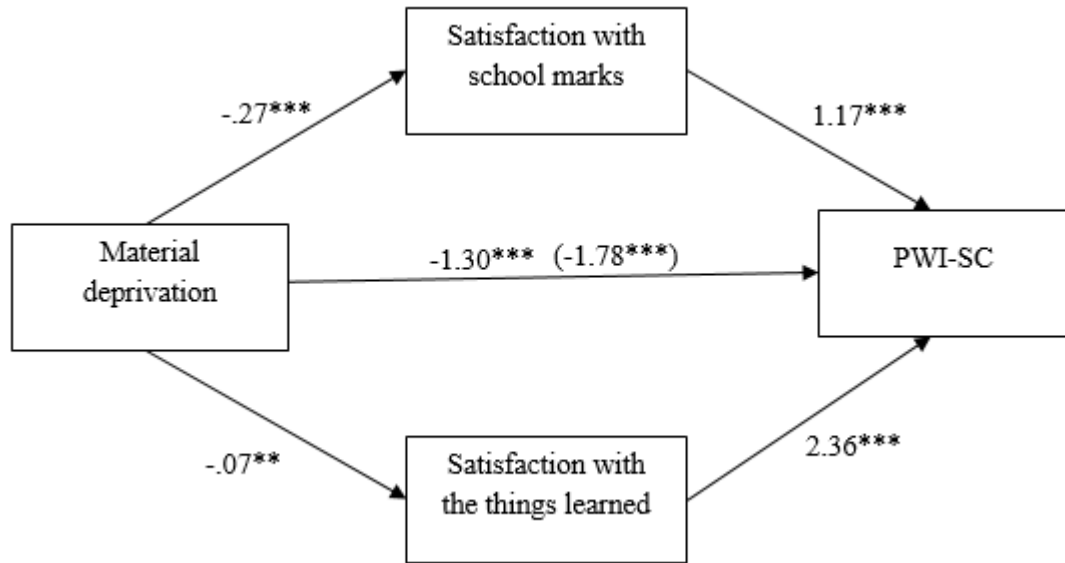 Satisfaction with
school marks
-.27***
1.17***
Material
deprivation
-1.30*** (-1.78***)
PWI-SC
-.07**
2.36***
Satisfaction with
the things learned